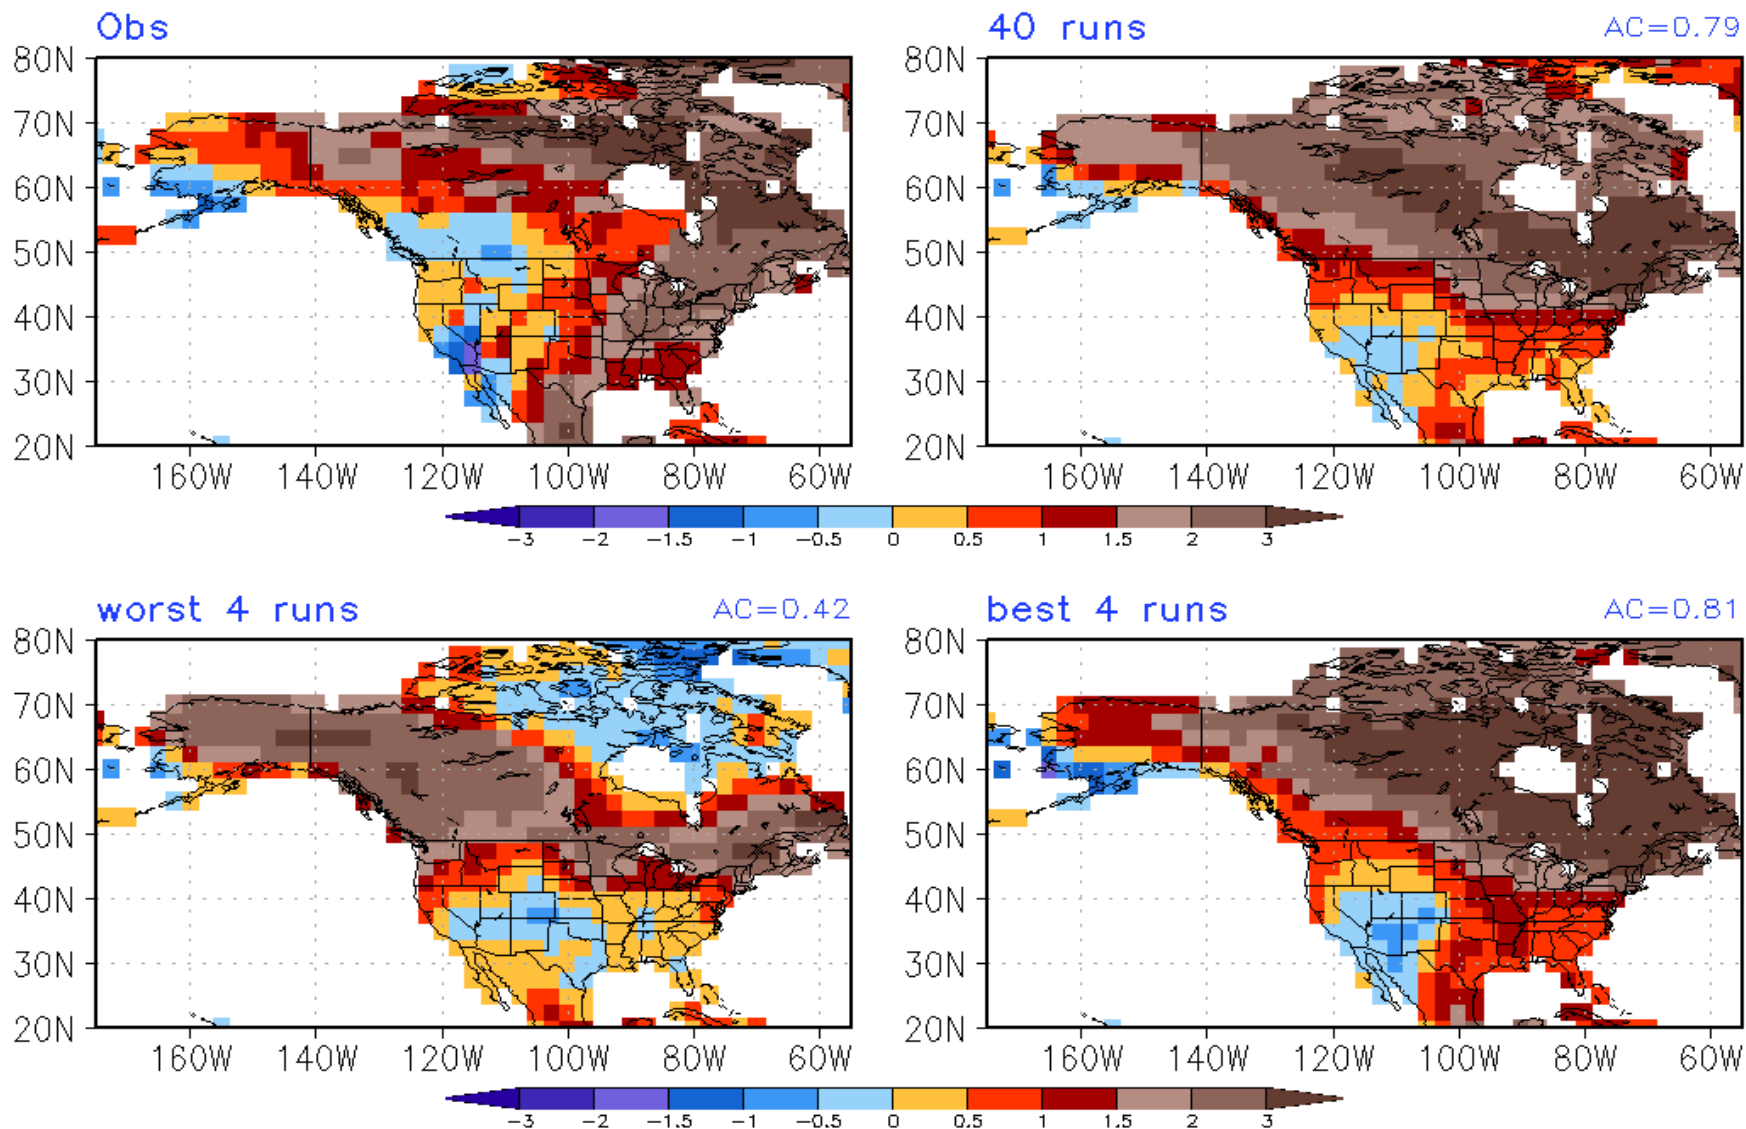 Obs
40 runs AC=0.79
80N 80N
70N 70N
60N 60N
50N 50N
40N 40N
30N 30N
20N 20N
160W 140W 120W 100W 80W 60W 160W 140W 120W 100W 80W 60W
-3 -2 -1.5 -1 -0.5 0 0.5 1 1.5 2 3
worst 4 runs AC=0.42
best 4 runs AC=0.81
80N 80N
70N 70N
60N 60N
50N 50N
40N 40N
30N 30N
20N 20N
160W 140W 120W 100W 80W 60W 160W 140W 120W 100W 80W 60W
-3 -2 -1.5 -1 -0.5 0 0.5 1 1.5 2 3